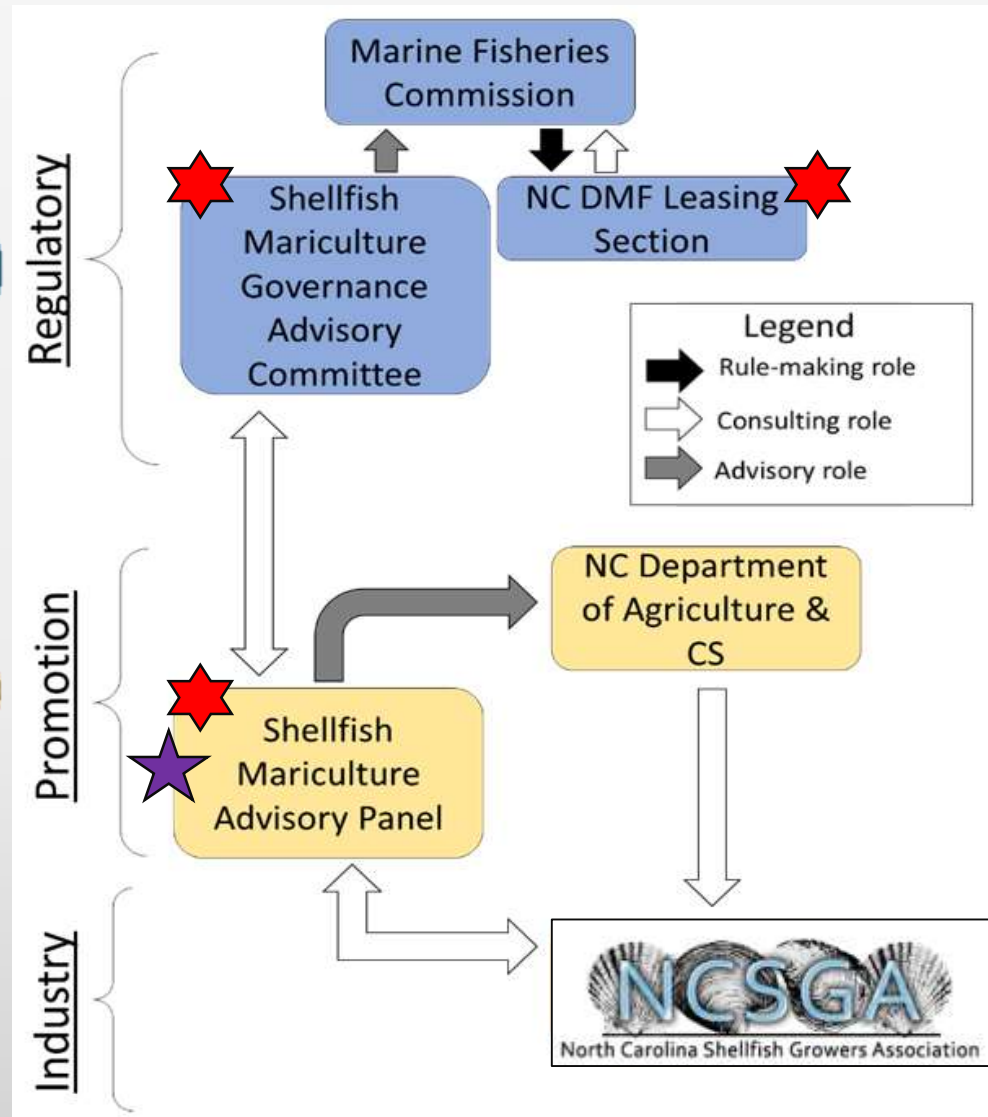 Regulatory
Marine Fisheries
Commission
Shellfish
Mariculture
Governance
Advisory
Committee
NC DMF Leasing
Section
Legend
Rule-making role
Consulting role
Advisory role
Promotion
NC Department
of Agriculture &
CS
Shellfish
Mariculture
Advisory Panel
Industry
NCSGA
North Carolina Shellfish Growers Association